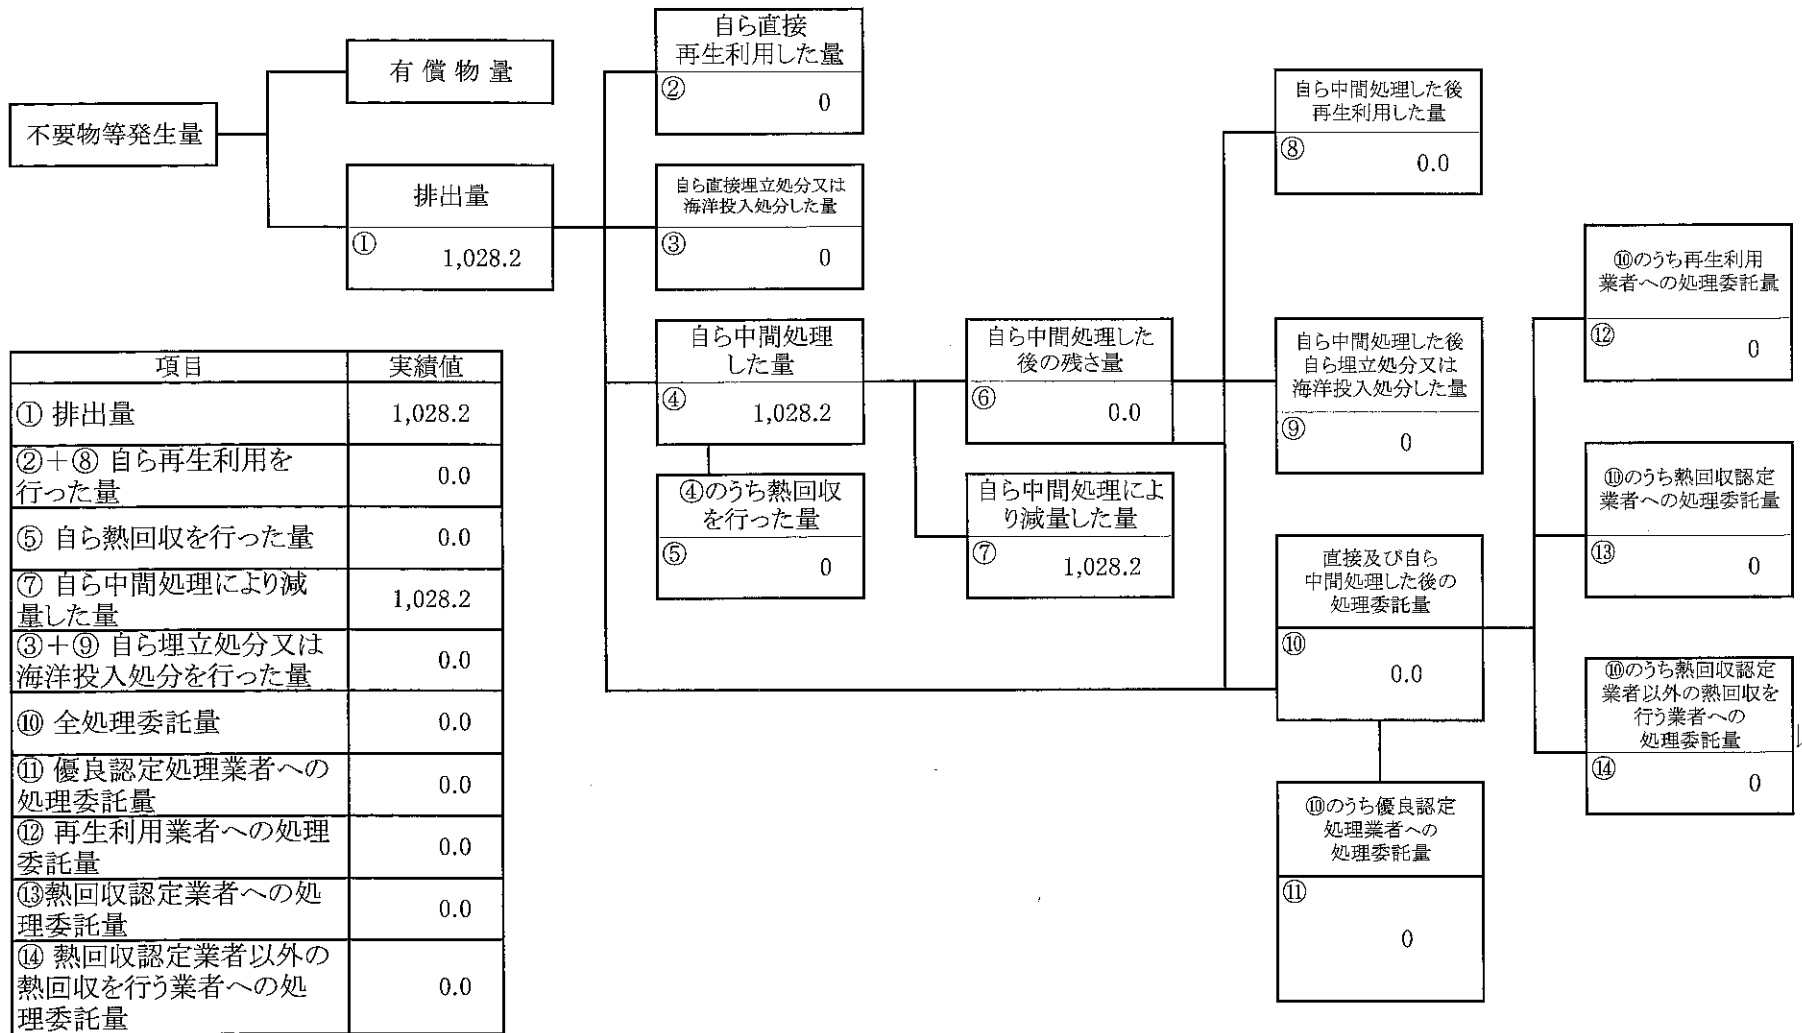 不要物等発生量
有償物量
排出量
①
1,028.2
自ら直接
再生利用した量
②
0
自ら直接埋立処分又は
海洋投入処分した量
③
0
自ら中間処理
した量
④
1,028.2
④のうち熱回収
を行った量
⑤
0
自ら中間処理した
後の残さ量
⑥
0.0
自ら中間処理によ
り減量した量
⑦
1,028.2
自ら中間処理した後
再生利用した量
⑧
0.0
自ら中間処理した後
自ら埋立処分又は
海洋投入処分した量
⑨
0
直接及び自ら
中間処理した後の
処理委託量
⑩
0.0
⑩のうち優良認定
処理業者への
処理委託量
⑪
0
⑩のうち再生利用
業者への処理委託量
⑫
0
⑩のうち熱回収認定
業者への処理委託量
⑬
0
⑩のうち熱回収認定
業者以外の熱回収を
行う業者への
処理委託量
⑭
0
項目 実績値
① 排出量 1,028.2
②+⑧ 自ら再生利用を
行った量 0.0
⑤ 自ら熱回収を行った量 0.0
⑦ 自ら中間処理により減
量した量 1,028.2
③+⑨ 自ら埋立処分又は
海洋投入処分を行った量 0.0
⑩ 全処理委託量 0.0
⑪ 優良認定処理業者への
処理委託量 0.0
⑫ 再生利用業者への処理
委託量 0.0
⑬熱回収認定業者への処
理委託量 0.0
⑭ 熱回収認定業者以外の
熱回収を行う業者への処
理委託量 0.0